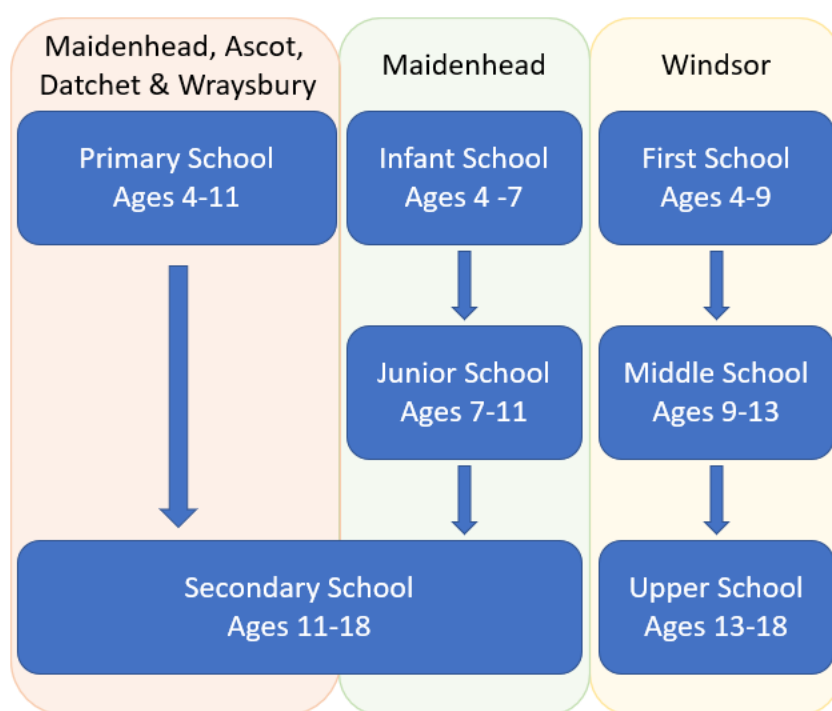 Maidenhead, Ascot,
Datchet & Wraysbury
Primary School
Ages 4-11
Maidenhead
Infant School
Ages 4 -7
Junior School
Ages 7-11
Secondary School
Ages 11-18
Windsor
First School
Ages 4-9
Middle School
Ages 9-13
Upper School
Ages 13-18